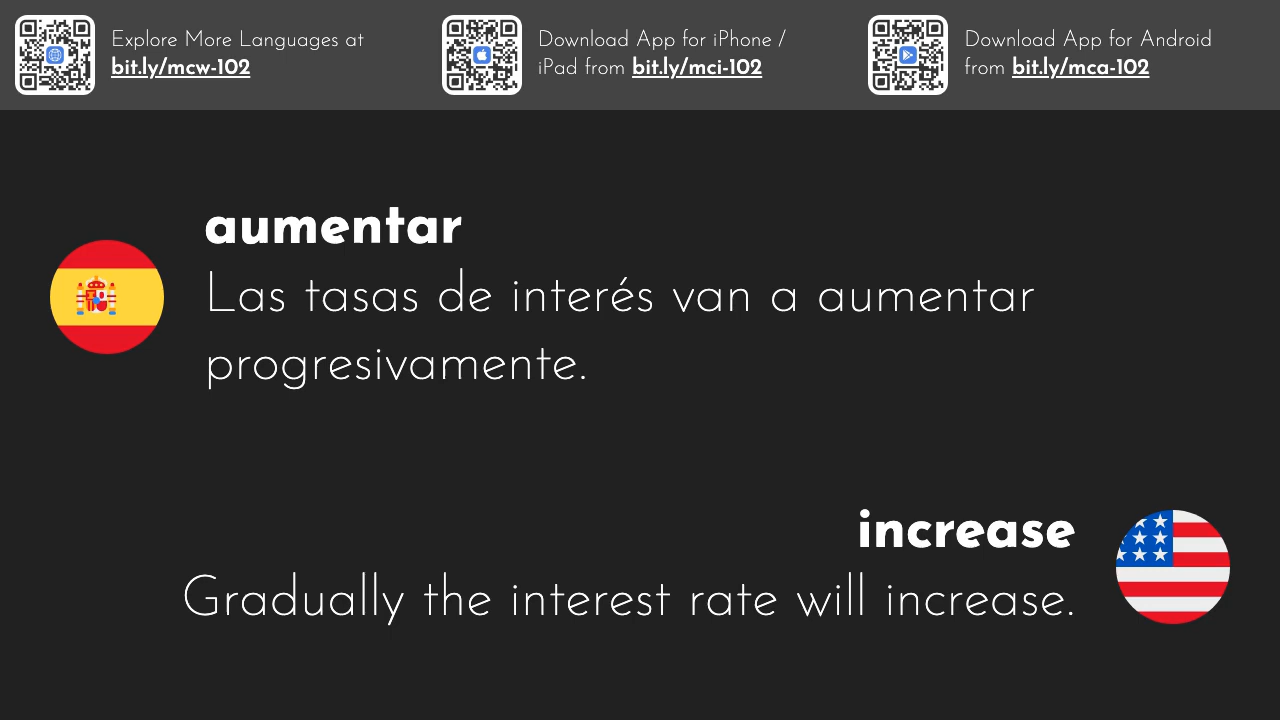 Explore More Languages at
bit.ly/mcw-102
Download App for iPhone /
iPad from bit.ly/mci-102
Download App for Android
from bit.ly/mca-102
aumentar
Las tasas de interés van a aumentar
progresivamente.
increase
Gradually the interest rate will increase.